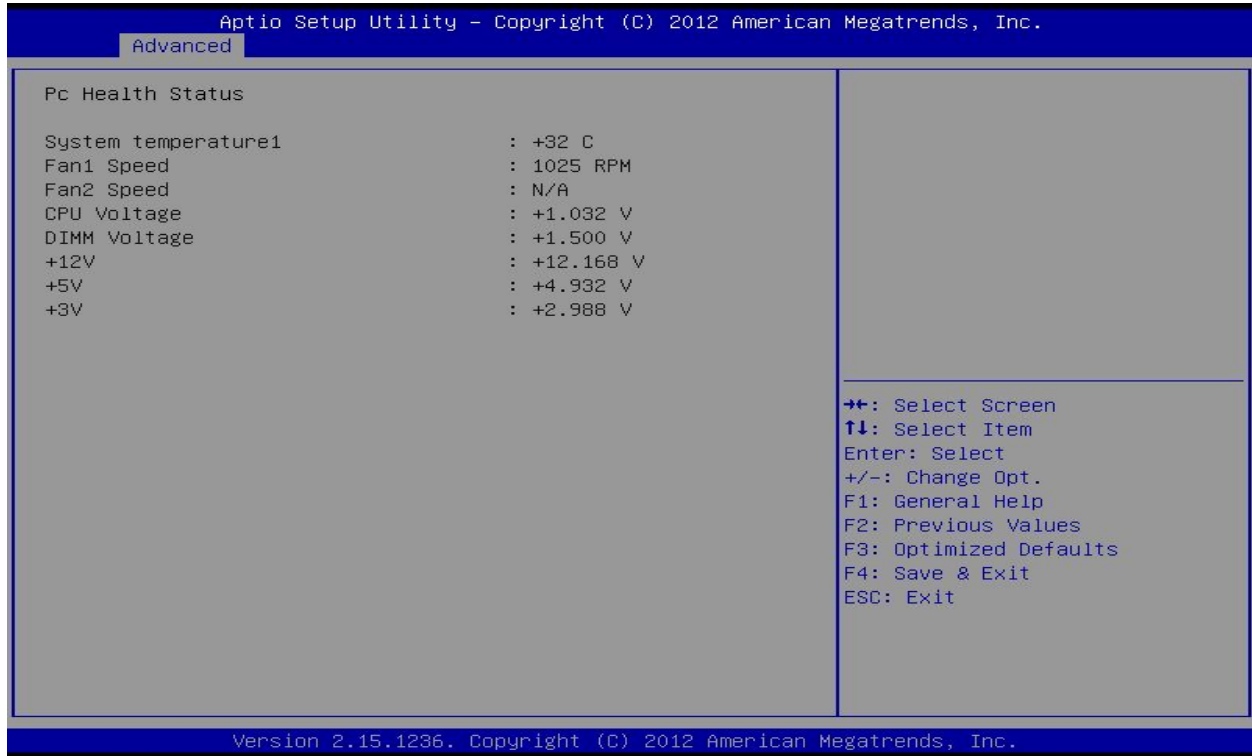 Aptio Setup Utility – Copyright (C) 2012 American Megatrends, Inc.
Advanced
Pc Health Status
System temperature1 : +32 C
Fan1 Speed : 1025 RPM
Fan2 Speed : N/A
CPU Voltage : +1.032 V
DIMM Voltage : +1.500 V
+12V : +12.168 V
+5V : +4.932 V
+3V : +2.988 V
→←: Select Screen
↑↓: Select Item
Enter: Select
+/-: Change Opt.
F1: General Help
F2: Previous Values
F3: Optimized Defaults
F4: Save & Exit
ESC: Exit
Version 2.15.1236. Copyright (C) 2012 American Megatrends, Inc.